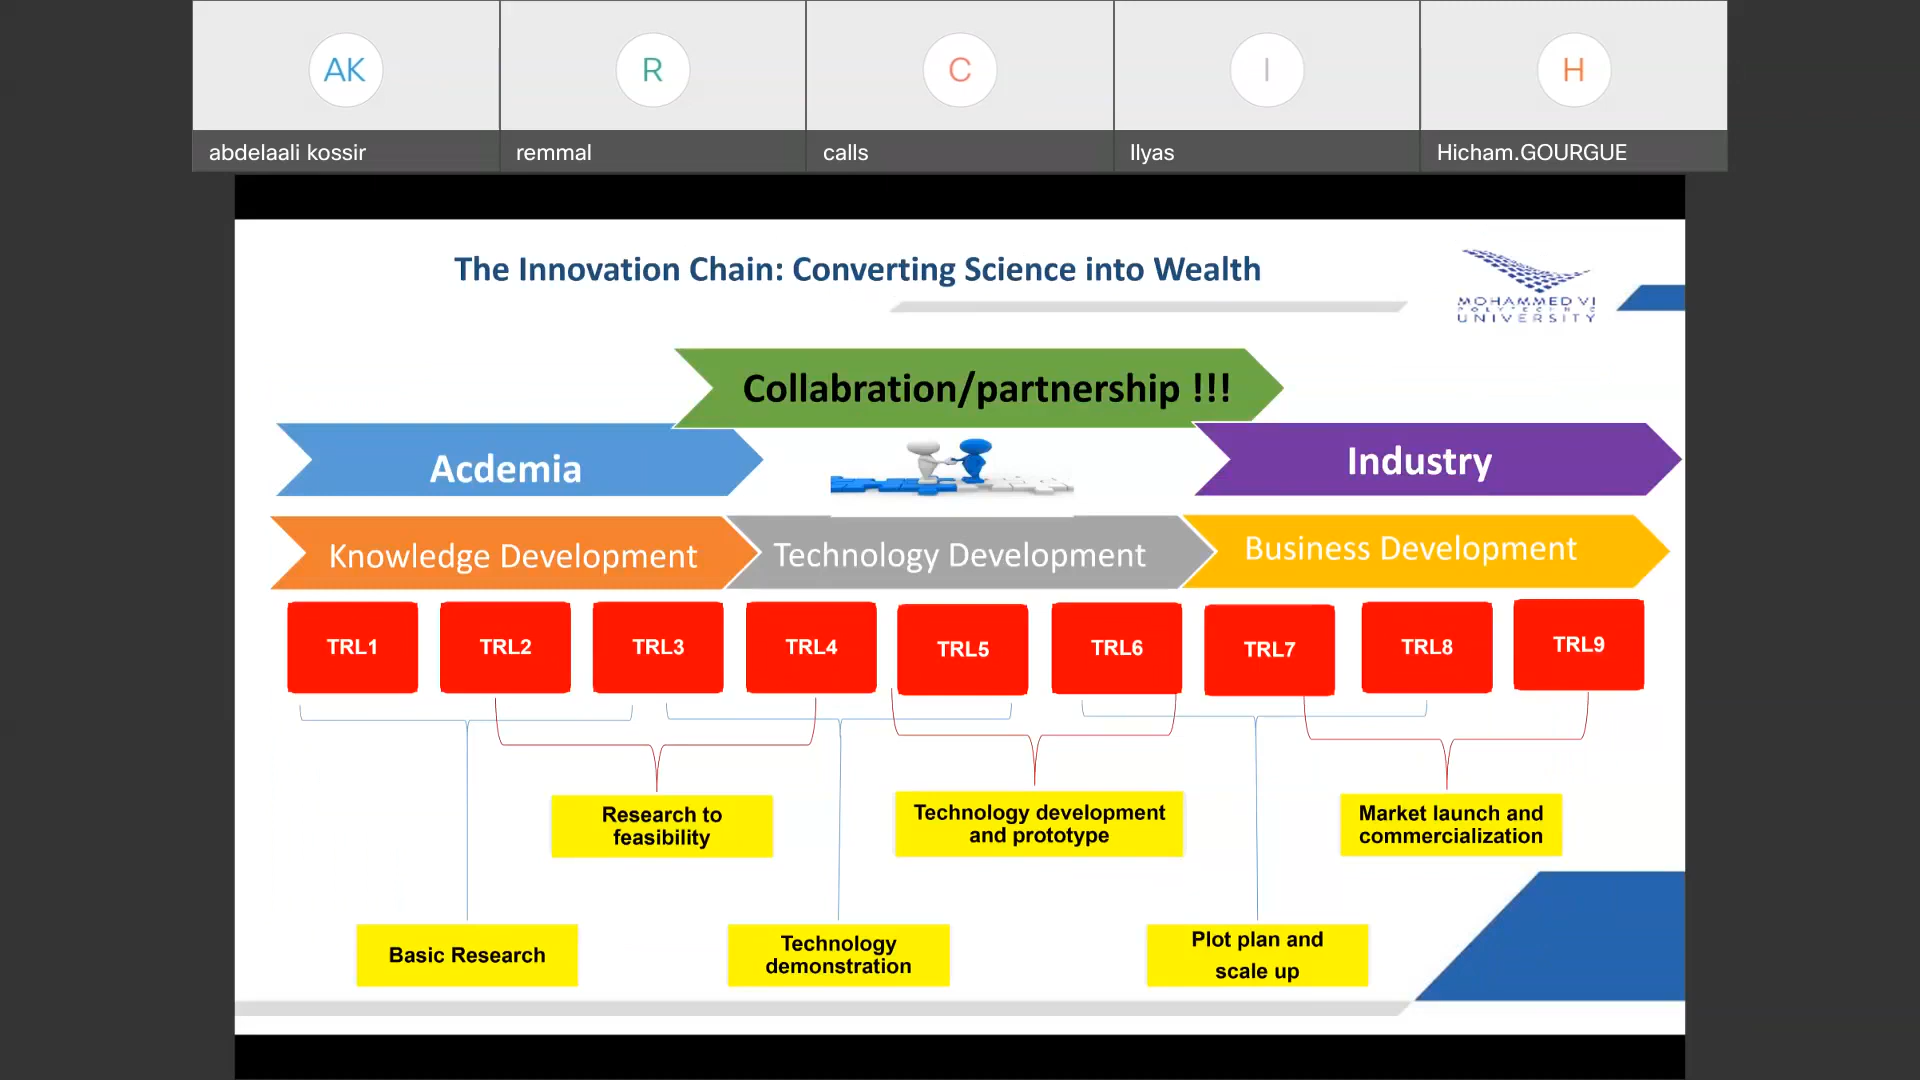 AK
R
C
I
H
abdelaali kossir
remmal
calls
Ilyas
Hicham.GOURGUE
The Innovation Chain: Converting Science into Wealth
MOHAMMED VI
POLYTECHNIC
UNIVERSITY
Collabration/partnership !!!
Acdemia
Industry
Knowledge Development
Technology Development
Business Development
TRL1
TRL2
TRL3
TRL4
TRL5
TRL6
TRL7
TRL8
TRL9
Research to
feasibility
Technology development
and prototype
Market launch and
commercialization
Basic Research
Technology
demonstration
Plot plan and
scale up